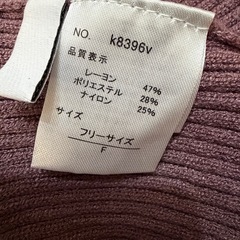 NO. k8396v
品質表示
レーヨン 47%
ポリエステル 28%
ナイロン 25%
サイズ
フリーサイズ
F